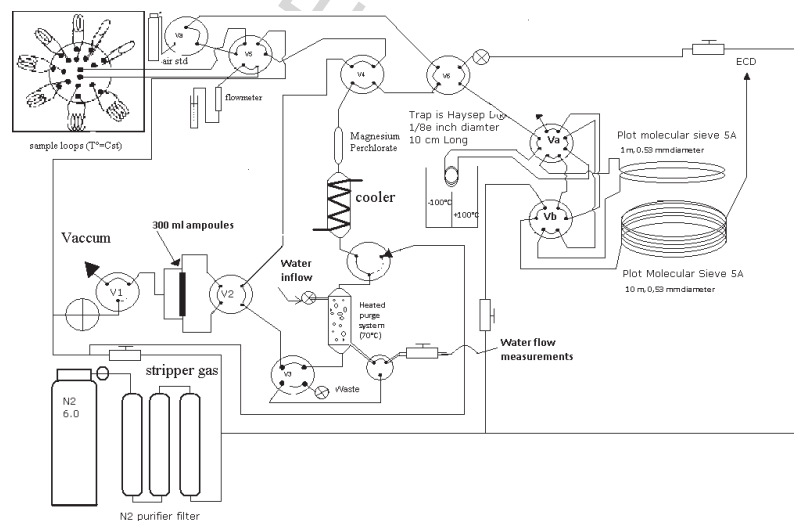 V8
air std
V5
flowmeter
sample loops (T°=Cst)
V4
V6
ECD
Trap is Haysep D
1/8e inch diamter
10 cm Long
Va
Plot molecular sieve 5A
1 m, 0.53 mmdiameter
Magnesium
Perchlorate
cooler
-100°C
+100°C
Vb
Plot Molecular Sieve 5A
10 m, 0,53 mmdiameter
300 ml ampoules
Vaccum
V1
V2
Water
inflow
Heated
purge
system
(70°C)
Water flow
measurements
V3
Waste
stripper gas
N2
6.0
N2 purifier filter